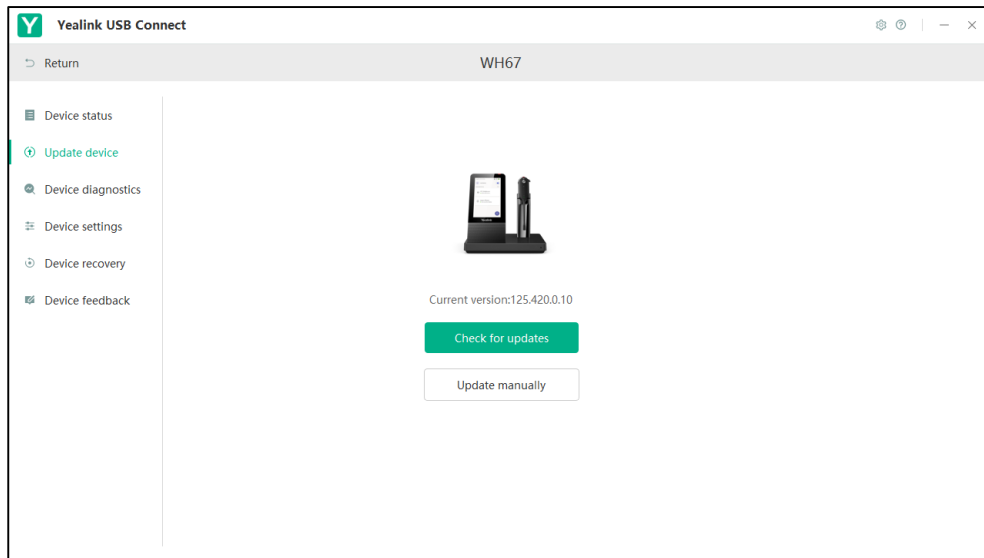 Y Yealink USB Connect
Return
WH67
Device status
Update device
Device diagnostics
Device settings
Device recovery
Device feedback
Current version:125.420.0.10
Check for updates
Update manually